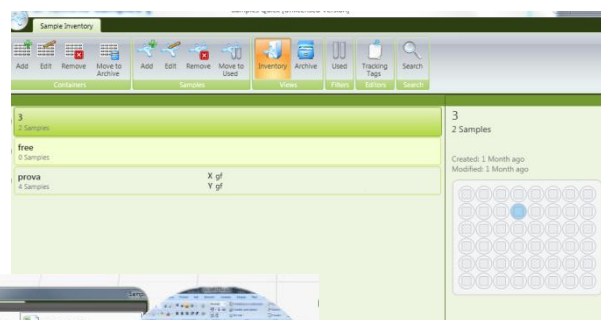 Sample Inventory
Add Edit Remove Move to Archive Add Edit Remove Move to Used Inventory Archive Used Tracking Tags Search
Containers Samples Views Filters Editors Search
3
2 Samples
free
0 Samples
prova
4 Samples
X gf
Y gf
3
2 Samples
Created: 1 Month ago
Modified: 1 Month ago